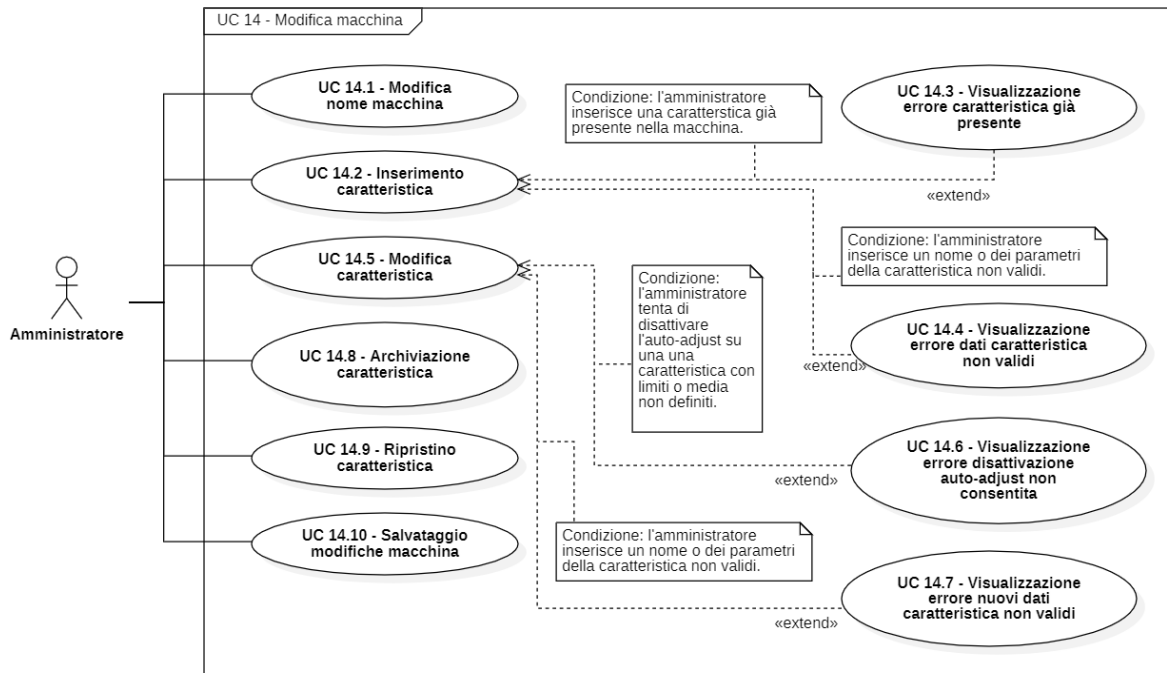 UC 14 - Modifica macchina
UC 14.1 - Modifica
nome macchina
Condizione: l'amministratore
inserisce una caratterstica già
presente nella macchina.
UC 14.3 - Visualizzazione
errore caratteristica già
presente
UC 14.2 - Inserimento
caratteristica
«extend»
Condizione: l'amministratore
inserisce un nome o dei parametri
della caratteristica non validi.
UC 14.5 - Modifica
caratteristica
Condizione:
l'amministratore
tenta di
disattivare
l'auto-adjust su
una una
caratteristica con
limiti o media
non definiti.
Amministratore
UC 14.4 - Visualizzazione
errore dati caratteristica
non validi
«extend»
UC 14.8 - Archiviazione
caratteristica
UC 14.6 - Visualizzazione
errore disattivazione
auto-adjust non
consentita
«extend»
UC 14.9 - Ripristino
caratteristica
UC 14.10 - Salvataggio
modifiche macchina
Condizione: l'amministratore
inserisce un nome o dei parametri
della caratteristica non validi.
UC 14.7 - Visualizzazione
errore nuovi dati
caratteristica non validi
«extend»